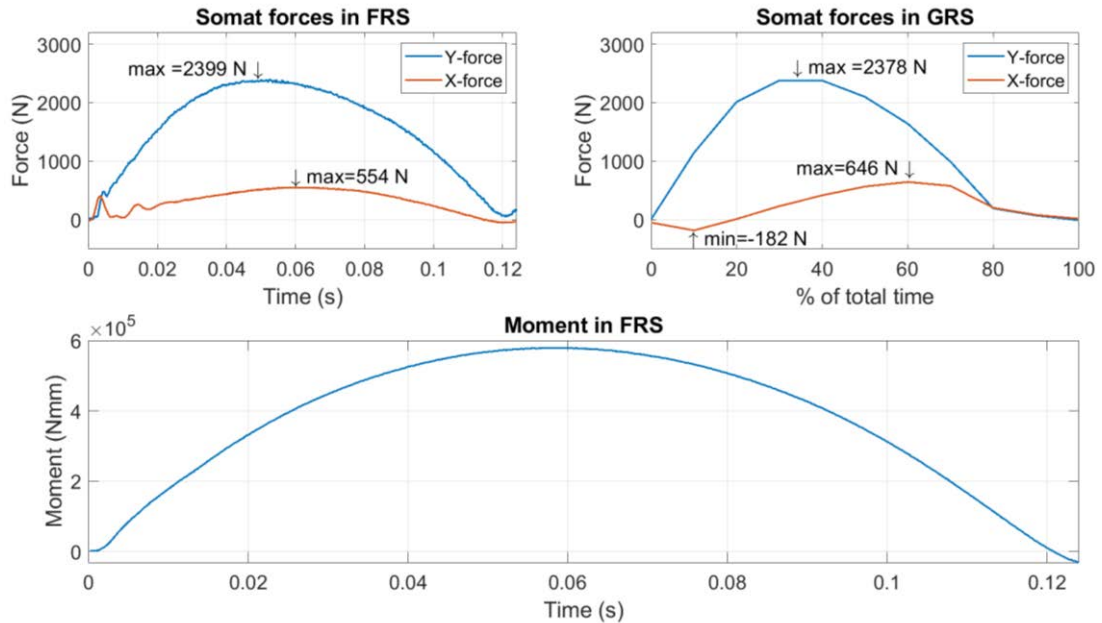 Somat forces in FRS
3000
2000
1000
0
Force (N)
max =2399 N ↓
Y-force
X-force
↓ max=554 N
0 0.02 0.04 0.06 0.08 0.1 0.12
Time (s)
Somat forces in GRS
3000
2000
1000
0
Force (N)
↓ max =2378 N
Y-force
X-force
max=646 N ↓
↑ min=-182 N
0 20 40 60 80 100
% of total time
Moment in FRS
×10⁵
6
4
2
0
Moment (Nmm)
0 0.02 0.04 0.06 0.08 0.1 0.12
Time (s)